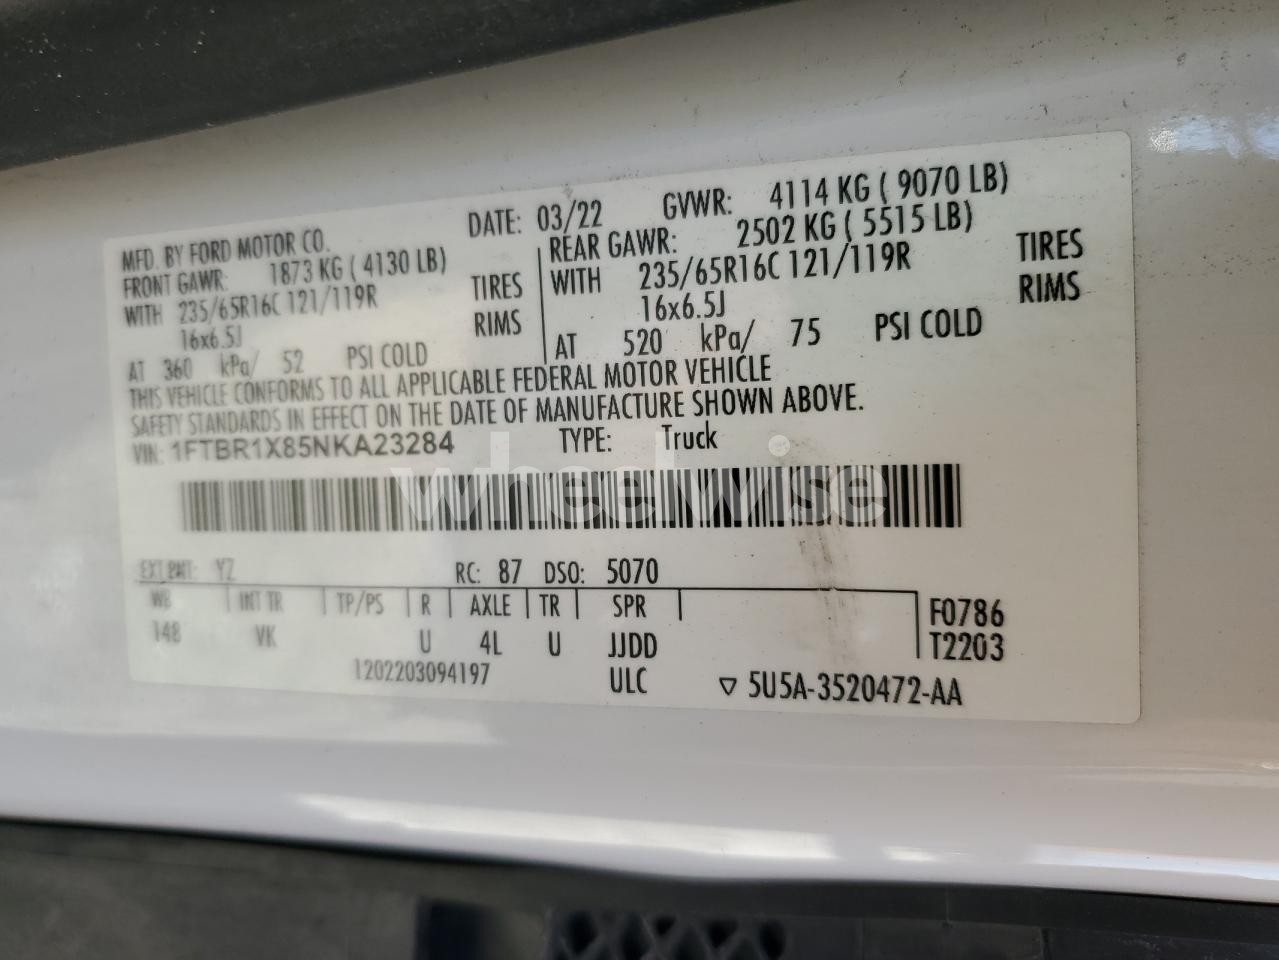 MFD. BY FORD MOTOR CO. DATE: 03/22 GVWR: 4114 KG ( 9070 LB)
FRONT GAWR: 1873 KG ( 4130 LB) REAR GAWR: 2502 KG ( 5515 LB)
WITH 235/65R16C 121/119R TIRES WITH 235/65R16C 121/119R TIRES
16x6.5J RIMS 16x6.5J RIMS
AT 360 kPa/ 52 PSI COLD AT 520 kPa/ 75 PSI COLD
THIS VEHICLE CONFORMS TO ALL APPLICABLE FEDERAL MOTOR VEHICLE
SAFETY STANDARDS IN EFFECT ON THE DATE OF MANUFACTURE SHOWN ABOVE.
VIN: 1FTBR1X85NKA23284 TYPE: Truck
wheelwise
EXT PNT: YZ RC: 87 DSO: 5070
WB INT TR TP/PS R AXLE TR SPR F0786
148 VK U 4L U JJDD T2203
1202203094197 ULC ▽ 5U5A-3520472-AA